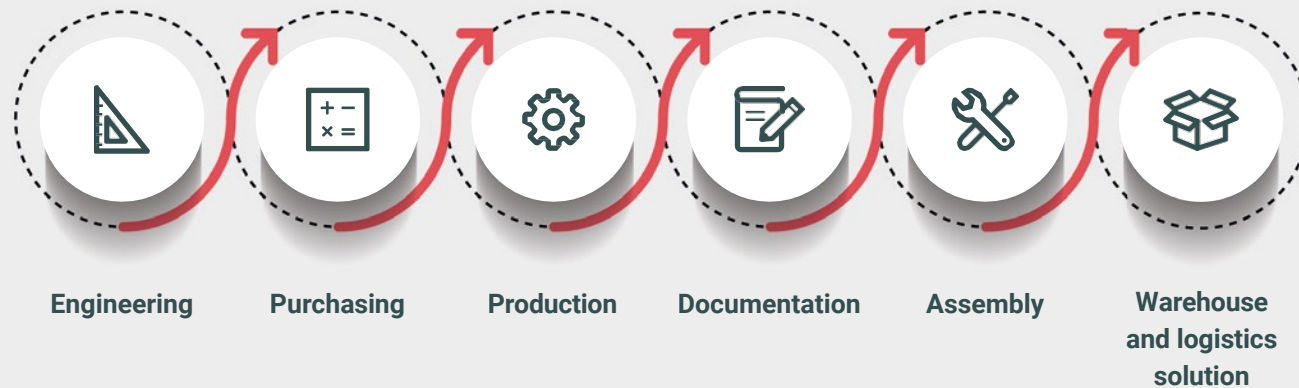 + −
× =
Engineering
Purchasing
Production
Documentation
Assembly
Warehouse
and logistics
solution